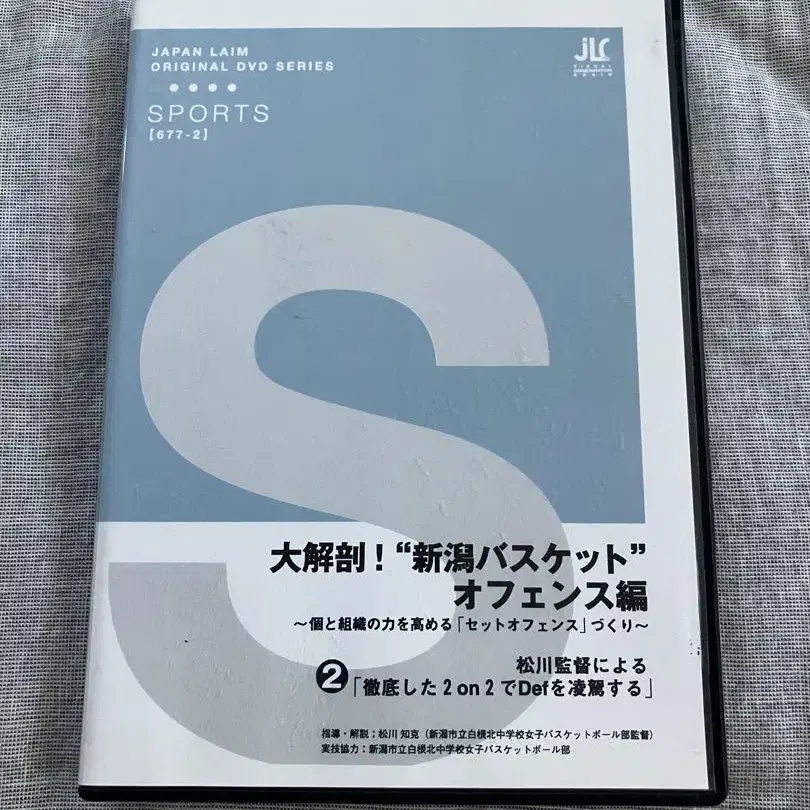 JAPAN LAIM
ORIGINAL DVD SERIES
JLC
SPORTS
【677-2】
S
大解剖！“新潟バスケット”
オフェンス編
～個と組織の力を高める「セットオフェンス」づくり～
❷ 松川監督による
「徹底した2on2でDefを凌駕する」
指導・解説；松川 知克（新潟市立白根北中学校女子バスケットボール部監督）
実技協力；新潟市立白根北中学校女子バスケットボール部